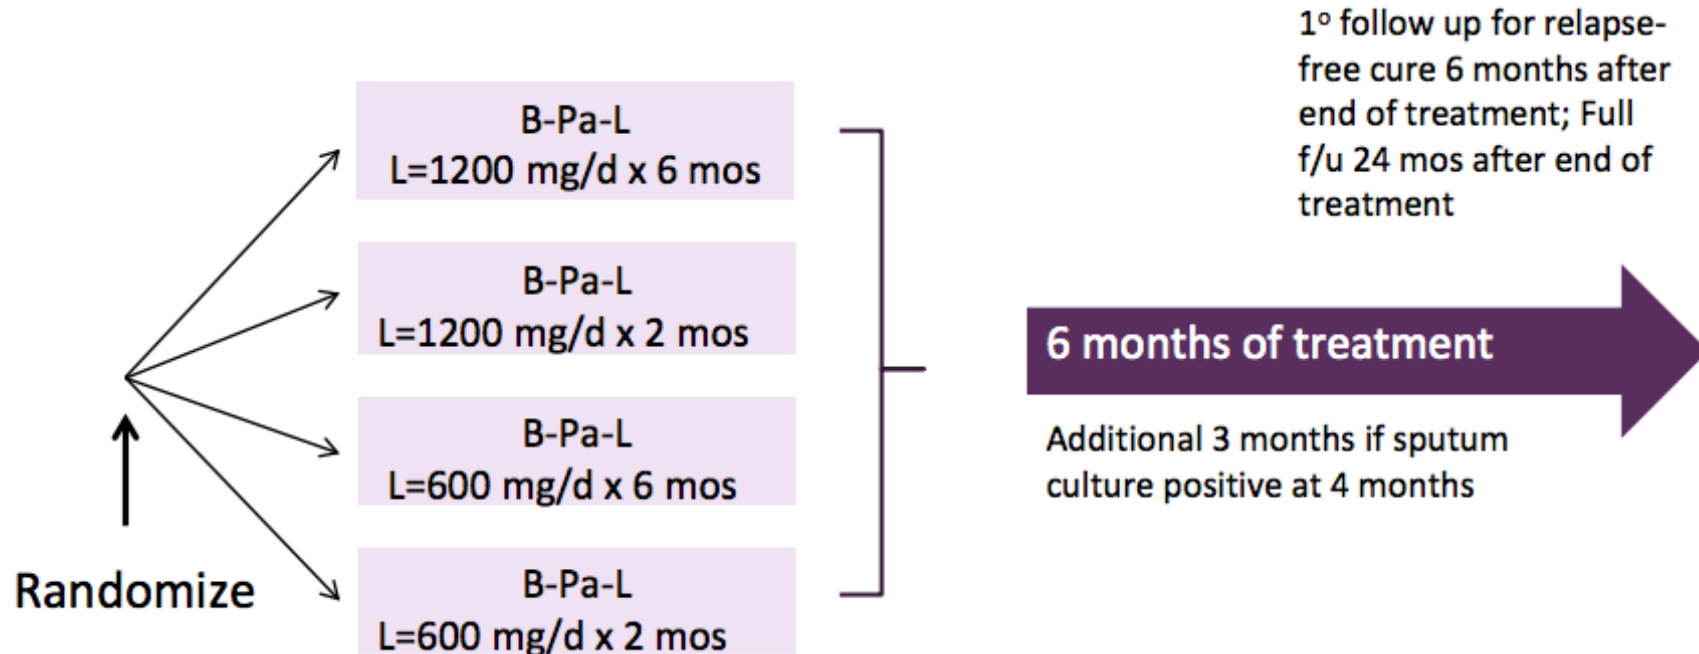 Randomize
B-Pa-L
L=1200 mg/d x 6 mos
B-Pa-L
L=1200 mg/d x 2 mos
B-Pa-L
L=600 mg/d x 6 mos
B-Pa-L
L=600 mg/d x 2 mos
1º follow up for relapse-
free cure 6 months after
end of treatment; Full
f/u 24 mos after end of
treatment
6 months of treatment
Additional 3 months if sputum
culture positive at 4 months